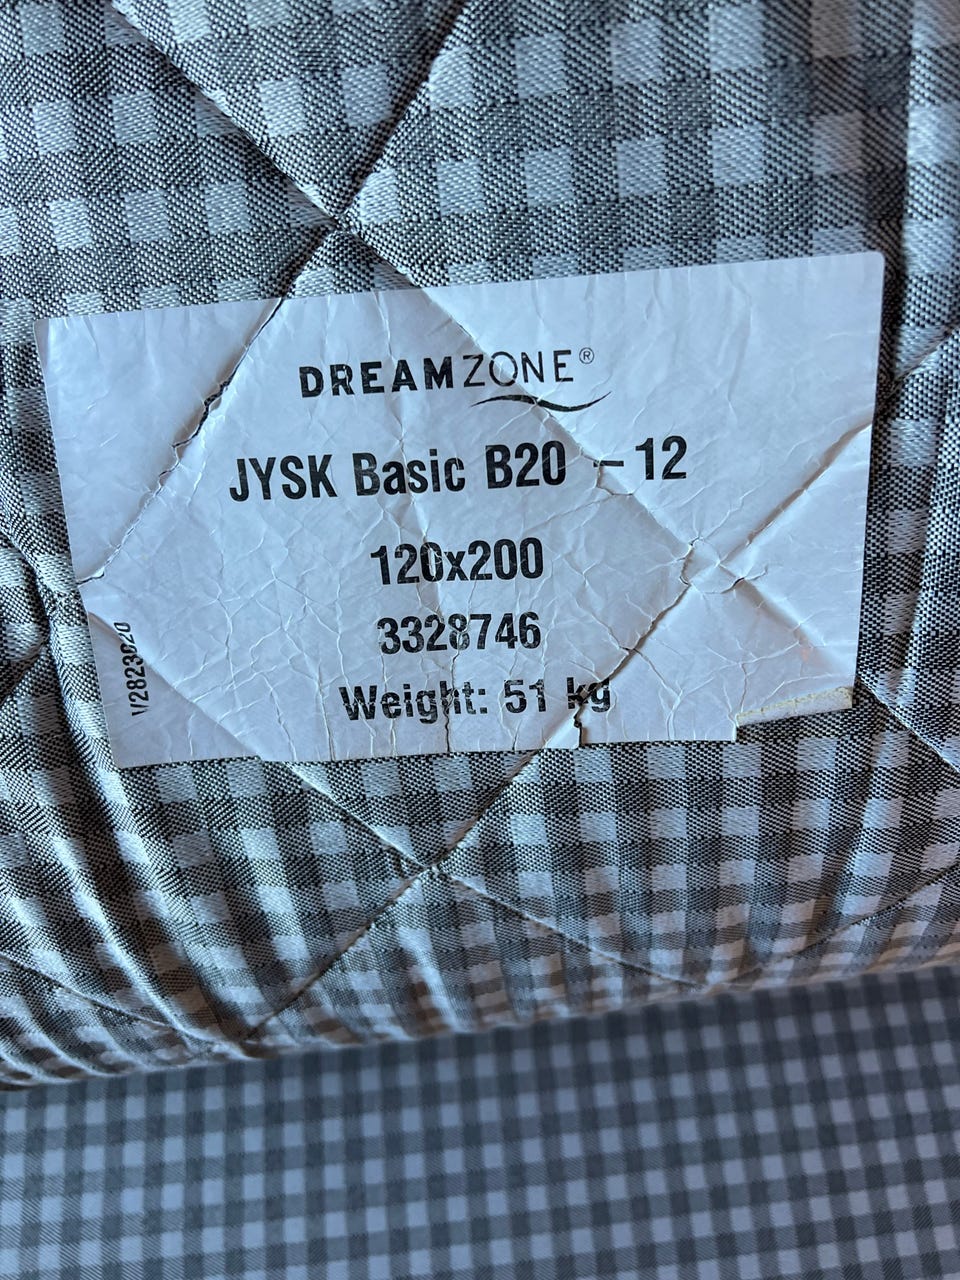 DREAMZONE®
JYSK Basic B20 – 12
120x200
3328746
Weight: 51 kg